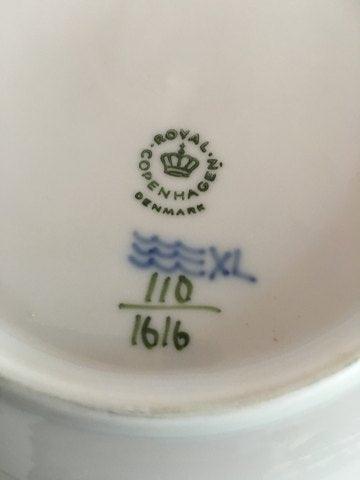 ROYAL
COPENHAGEN
DENMARK
XL
110
1616